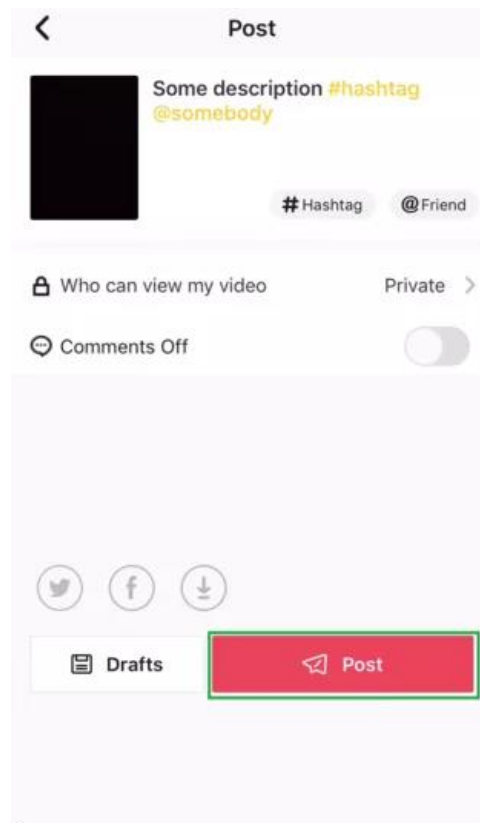 Post
Some description #hashtag
@somebody
# Hashtag @Friend
Who can view my video Private >
Comments Off
Drafts Post